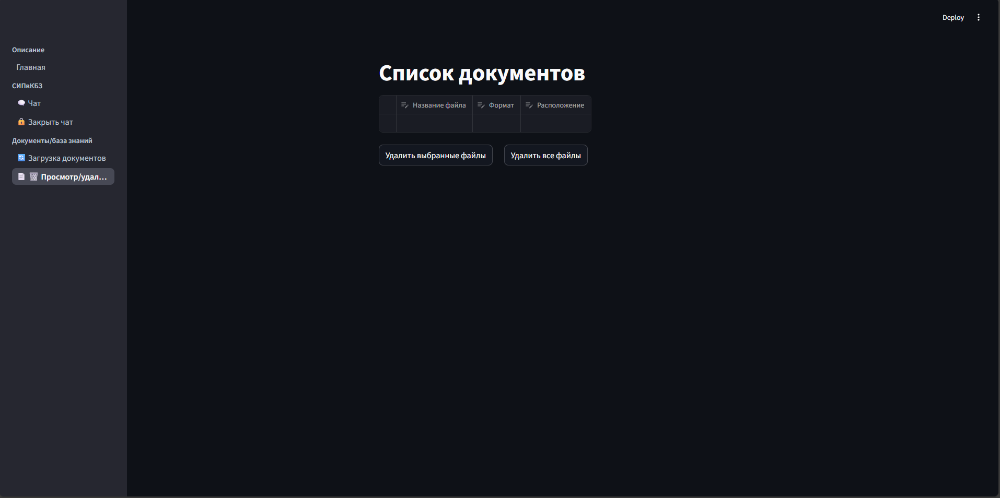 Deploy
Описание
Главная
СИПвКБЗ
Чат
Закрыть чат
Документы/база знаний
Загрузка документов
Просмотр/удал...
Список документов
Название файла Формат Расположение
Удалить выбранные файлы Удалить все файлы